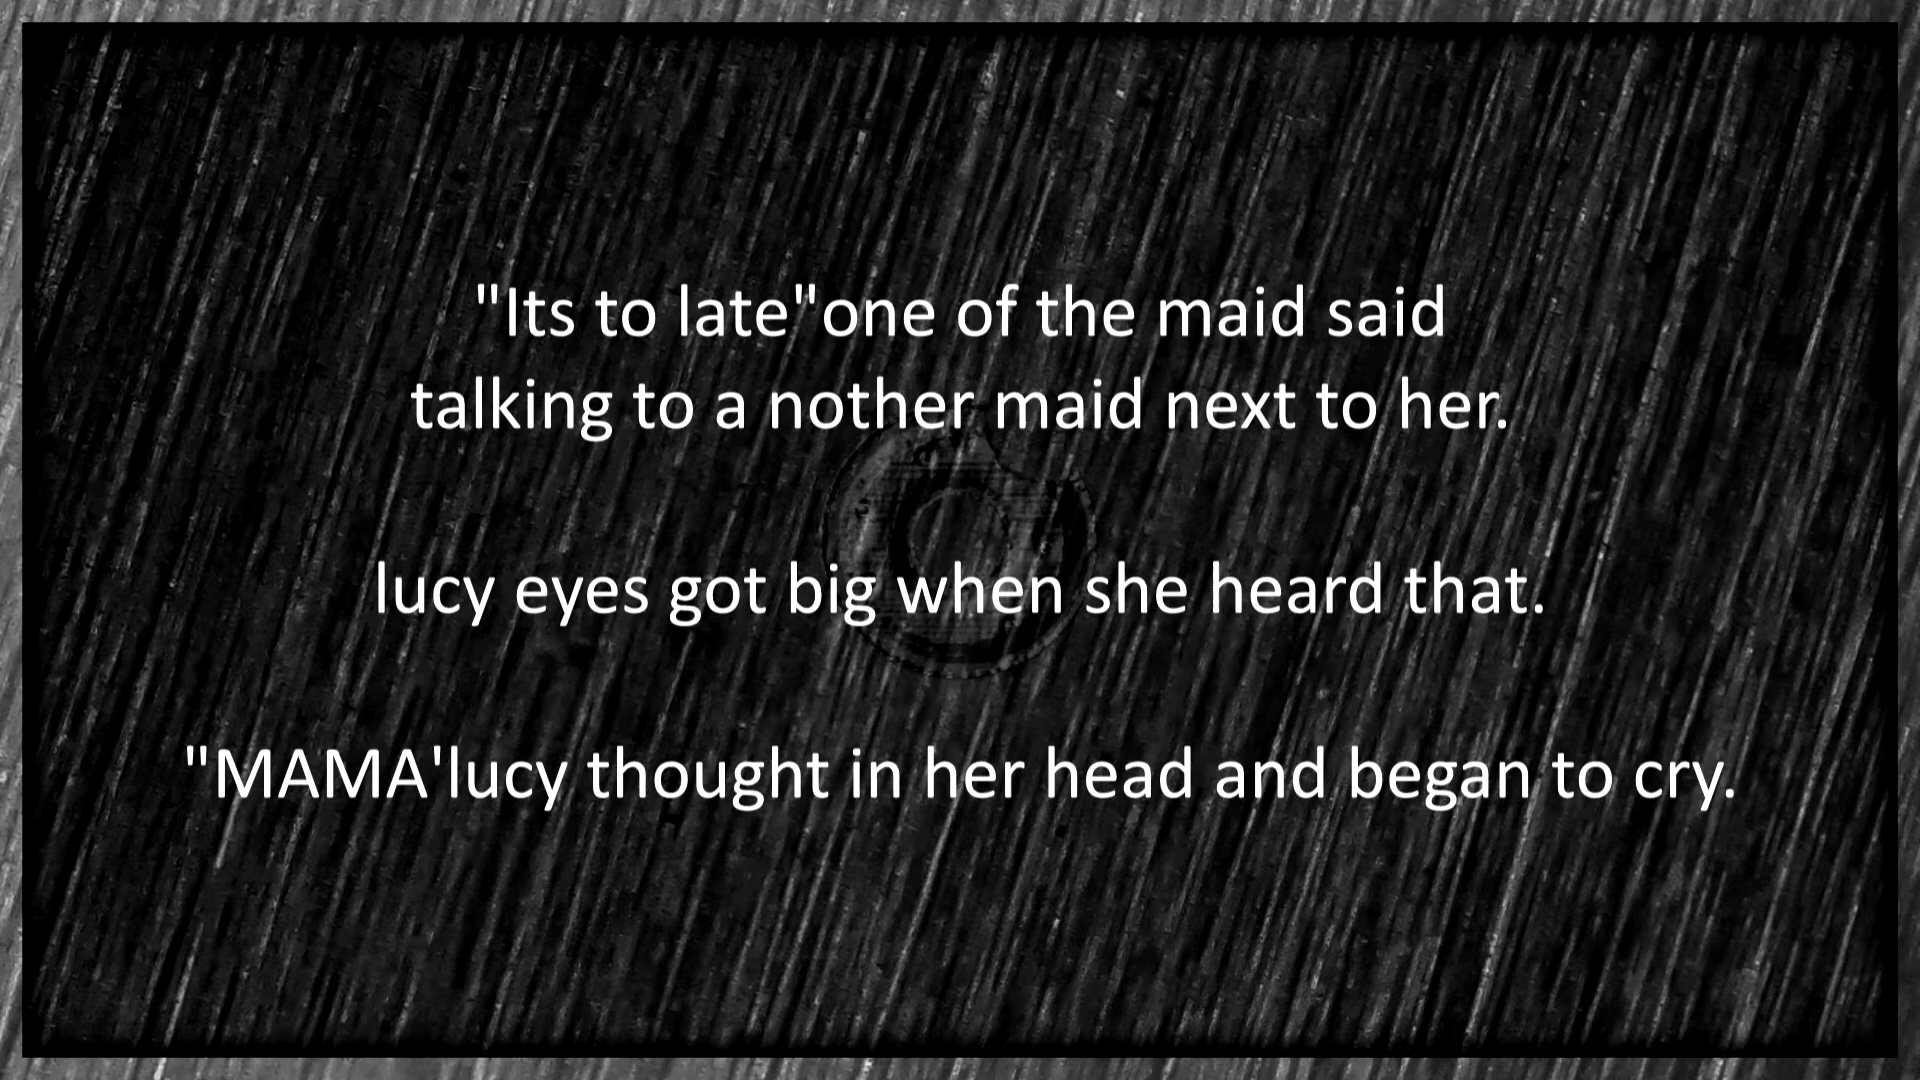 "Its to late"one of the maid said
talking to a nother maid next to her.
lucy eyes got big when she heard that.
"MAMA'lucy thought in her head and began to cry.